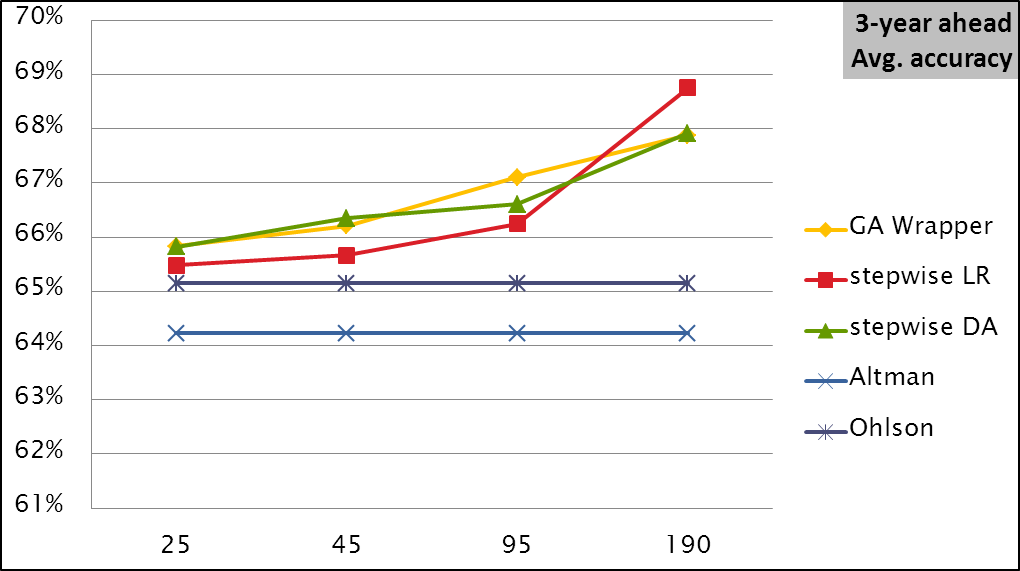 3-year ahead
Avg. accuracy
70%
69%
68%
67%
66%
65%
64%
63%
62%
61%
25
45
95
190
GA Wrapper
stepwise LR
stepwise DA
Altman
Ohlson